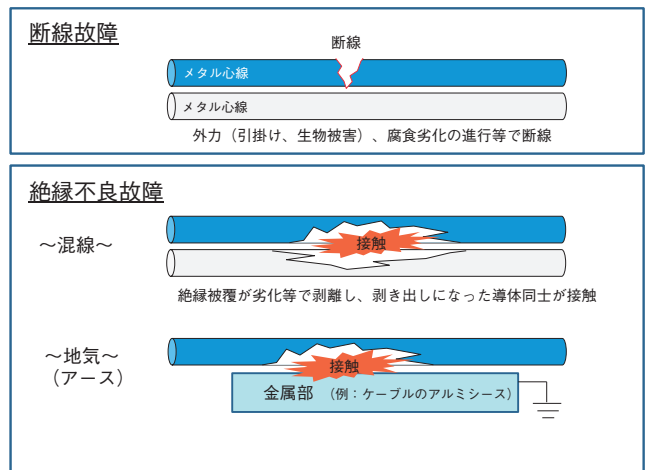 断線故障
断線
メタル心線
メタル心線
外力（引掛け、生物被害）、腐食劣化の進行等で断線
絶縁不良故障
～混線～
接触
絶縁被覆が劣化等で剥離し、剥き出しになった導体同士が接触
～地気～
（アース）
接触
金属部 （例：ケーブルのアルミシース）